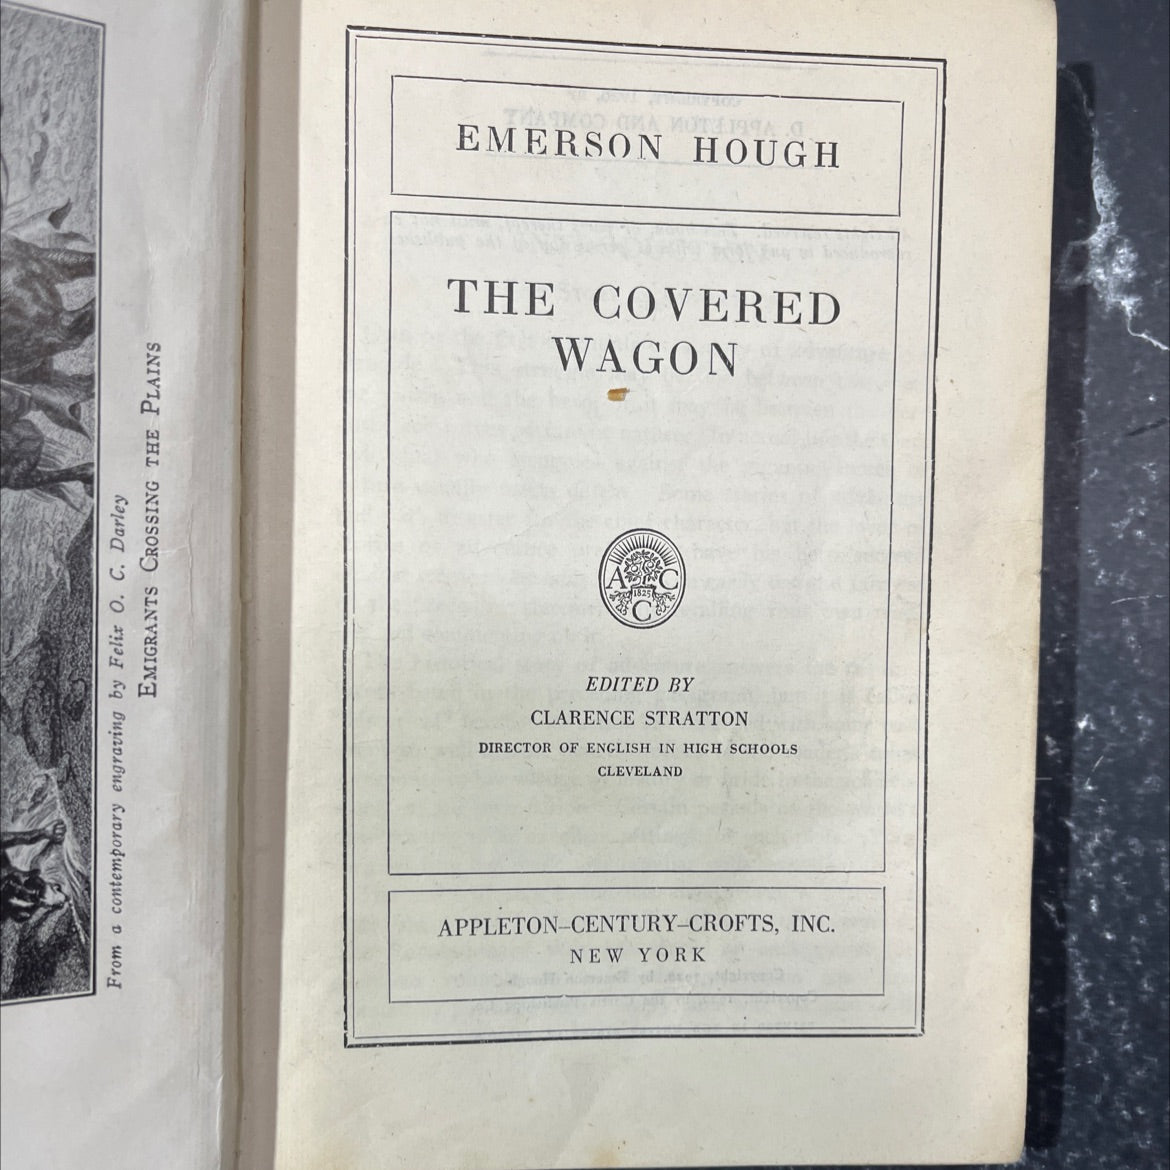 From a contemporary engraving by Felix O. C. Darley
EMIGRANTS CROSSING THE PLAINS
EMERSON HOUGH
THE COVERED
WAGON
A C
1825
C
EDITED BY
CLARENCE STRATTON
DIRECTOR OF ENGLISH IN HIGH SCHOOLS
CLEVELAND
APPLETON–CENTURY–CROFTS, INC.
NEW YORK